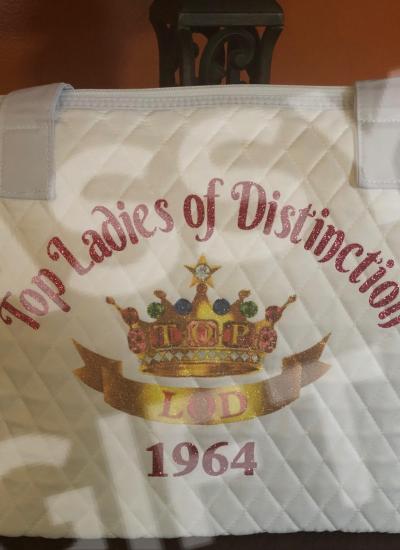 Top Ladies of Distinction
TOP
LOD
1964